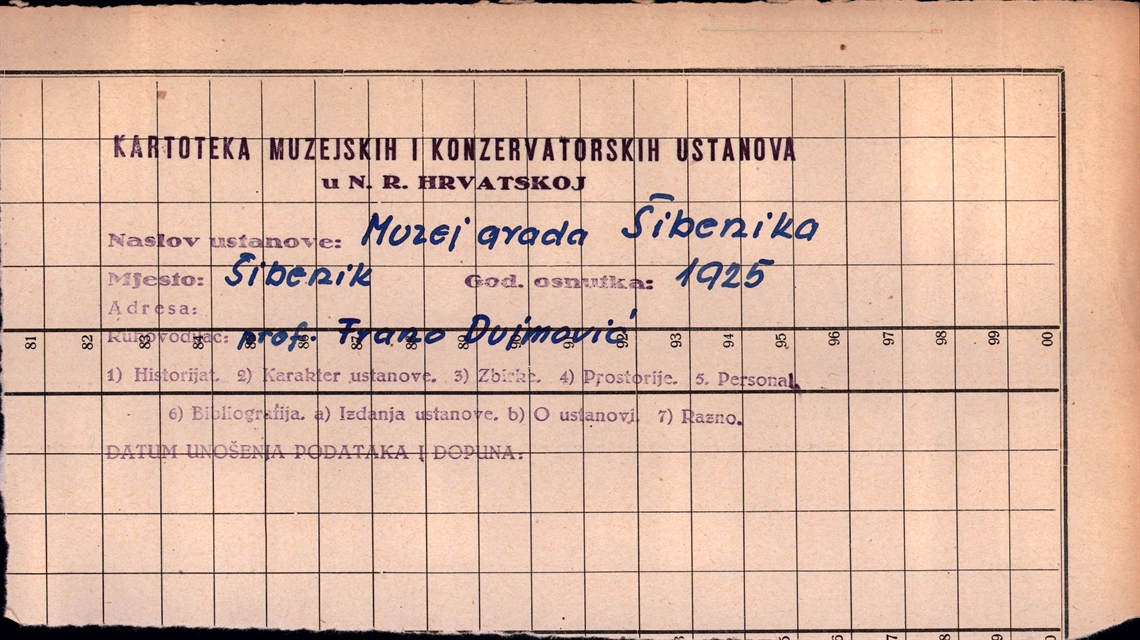 KARTOTEKA MUZEJSKIH I KONZERVATORSKIH USTANOVA
u N. R. HRVATSKOJ
Naslov ustanove: Muzej grada Šibenika
Mjesto: Šibenik God. osnutka: 1925
Adresa:
Rukovodilac: prof. Frano Dujmović
81 82 83 84 85 86 87 88 89 90 91 92 93 94 95 96 97 98 99 00
1) Historijat. 2) Karakter ustanove. 3) Zbirke. 4) Prostorije. 5. Personal.
6) Bibliografija. a) Izdanja ustanove. b) O ustanovi. 7) Razno.
DATUM UNOŠENJA PODATAKA I DOPUNA: